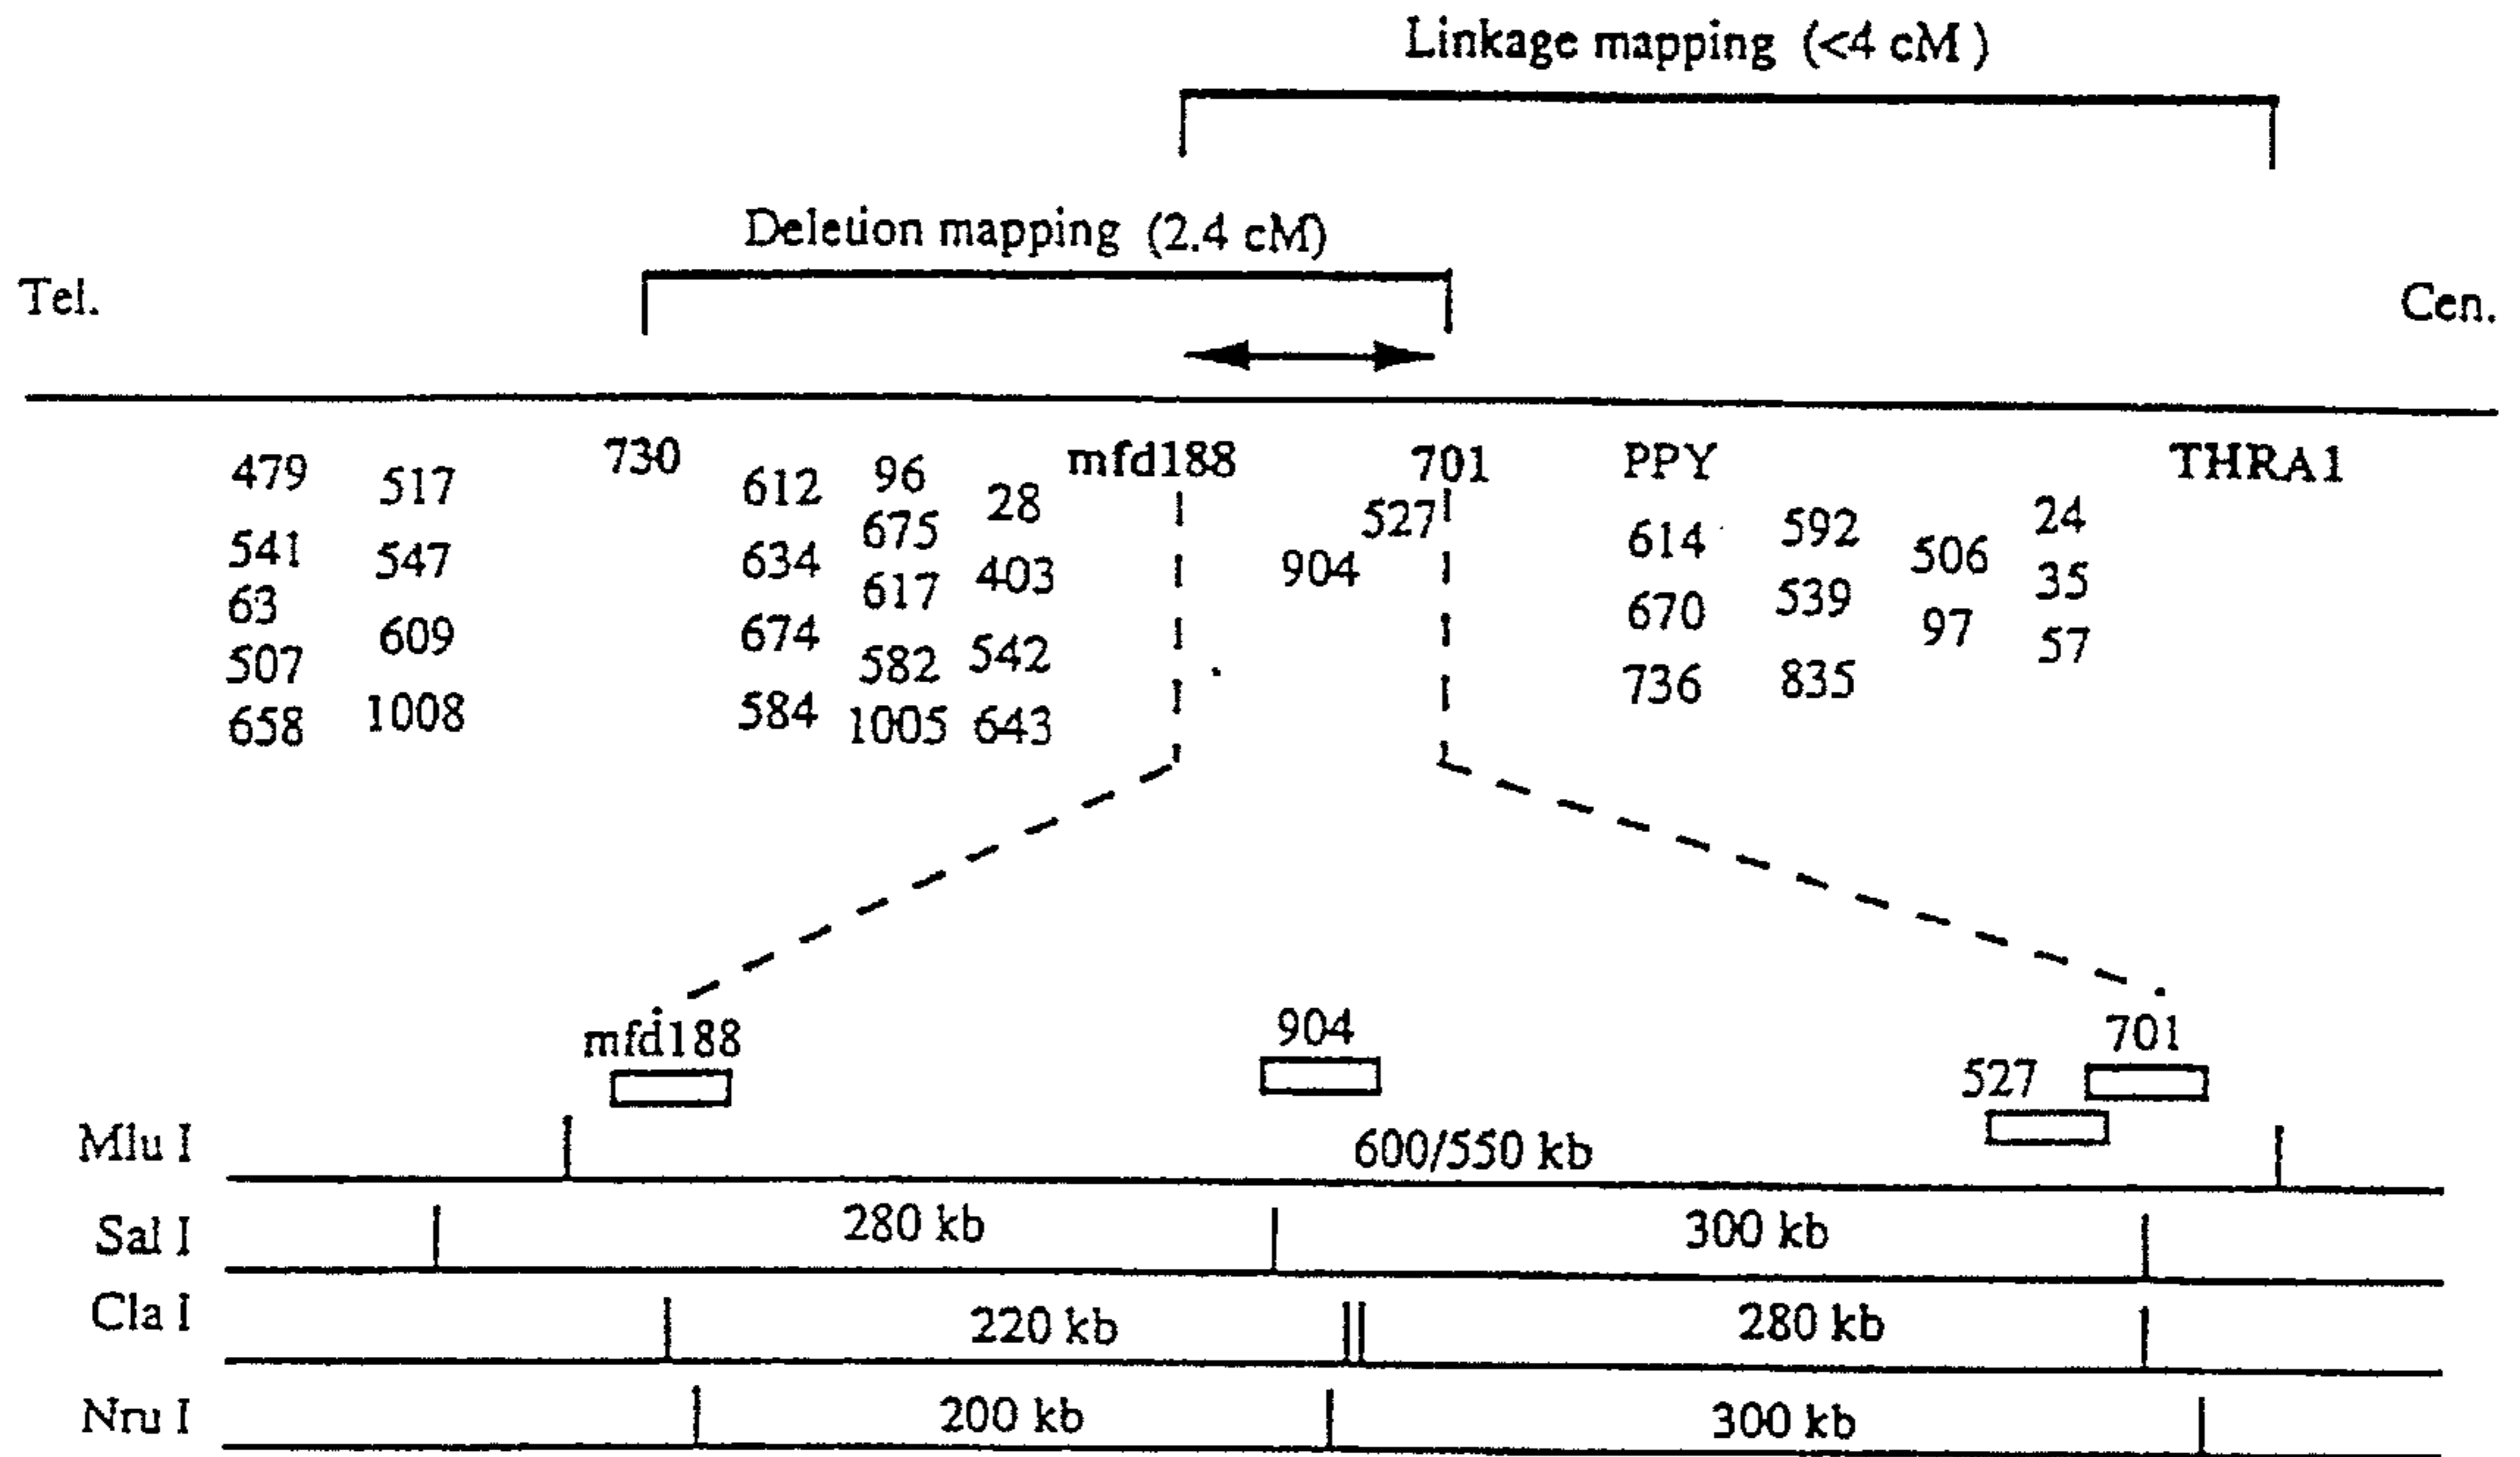 Linkage mapping (<4 cM )
Deletion mapping (2.4 cM)
Tel.
Cen.
730 mfd188 701 PPY THRA1
479 517 612 96 28 527 24
541 547 675 614 592 506
63 634 617 403 904 670 539 35
507 609 674 582 542 97 57
658 1008 584 1005 643 736 835
mfd188 904 701
527
Mlu I 600/550 kb
Sal I 280 kb 300 kb
Cla I 220 kb 280 kb
Nru I 200 kb 300 kb